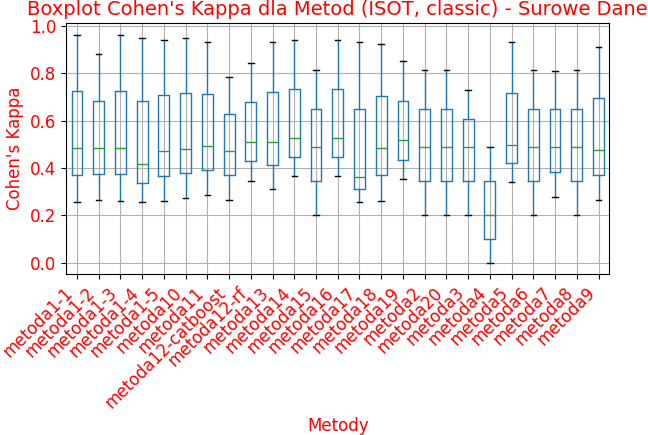 Boxplot Cohen's Kappa dla Metod (ISOT, classic) - Surowe Dane
1.0
0.8
0.6
0.4
0.2
0.0
Cohen's Kappa
metoda1-1
metoda1-2
metoda1-3
metoda1-4
metoda1-5
metoda10
metoda11
metoda12-catboost
metoda12-rf
metoda13
metoda14
metoda15
metoda16
metoda17
metoda18
metoda19
metoda2
metoda20
metoda3
metoda4
metoda5
metoda6
metoda7
metoda8
metoda9
Metody